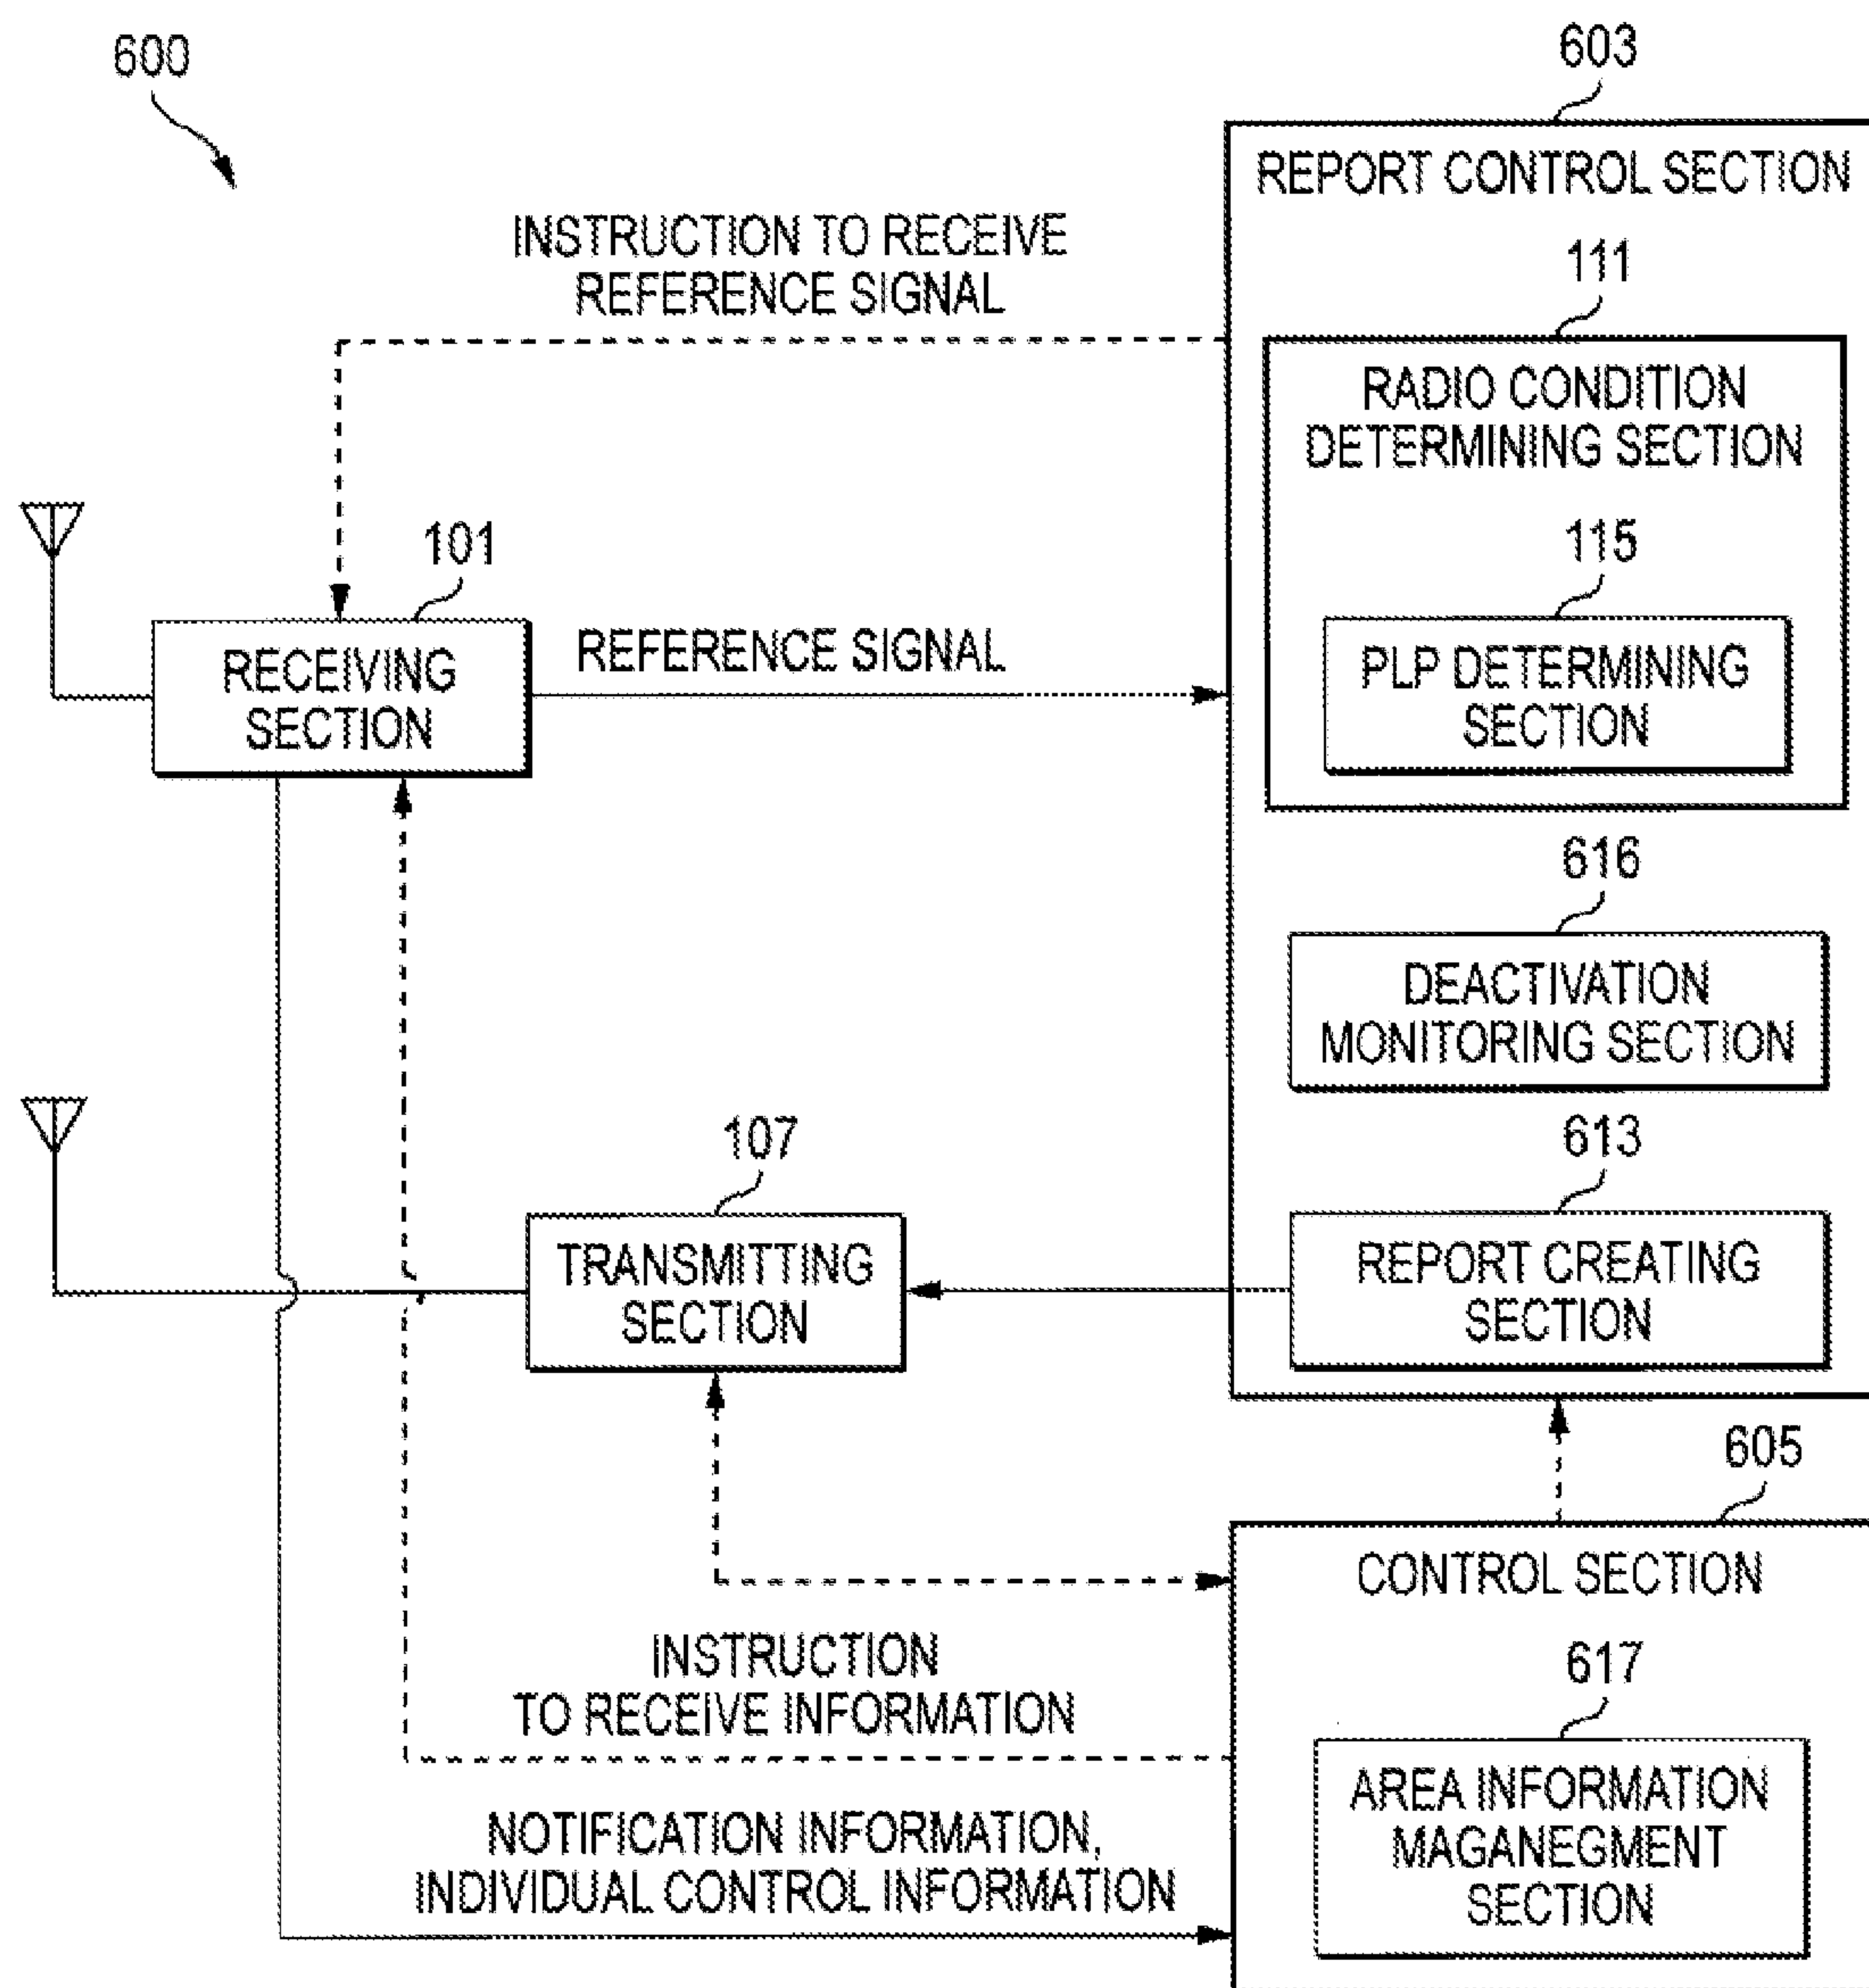 600
603
REPORT CONTROL SECTION
INSTRUCTION TO RECEIVE
REFERENCE SIGNAL
111
RADIO CONDITION
DETERMINING SECTION
101
RECEIVING
SECTION
REFERENCE SIGNAL
115
PLP DETERMINING
SECTION
616
DEACTIVATION
MONITORING SECTION
107
TRANSMITTING
SECTION
613
REPORT CREATING
SECTION
605
CONTROL SECTION
INSTRUCTION
TO RECEIVE INFORMATION
617
AREA INFORMATION
MAGANEGMENT
SECTION
NOTIFICATION INFORMATION,
INDIVIDUAL CONTROL INFORMATION